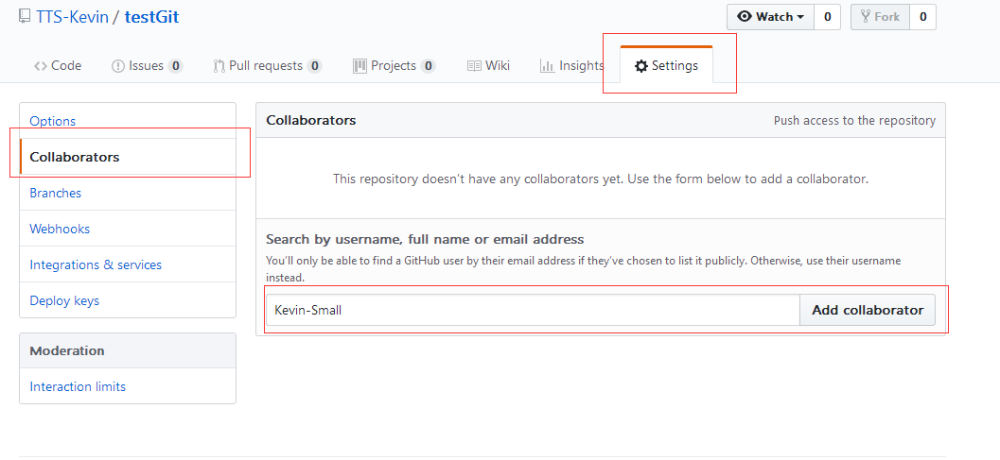 TTS-Kevin / testGit
Watch 0 Fork 0
Code Issues 0 Pull requests 0 Projects 0 Wiki Insights Settings
Options
Collaborators
Branches
Webhooks
Integrations & services
Deploy keys
Moderation
Interaction limits
Collaborators Push access to the repository
This repository doesn't have any collaborators yet. Use the form below to add a collaborator.
Search by username, full name or email address
You'll only be able to find a GitHub user by their email address if they've chosen to list it publicly. Otherwise, use their username
instead.
Kevin-Small Add collaborator